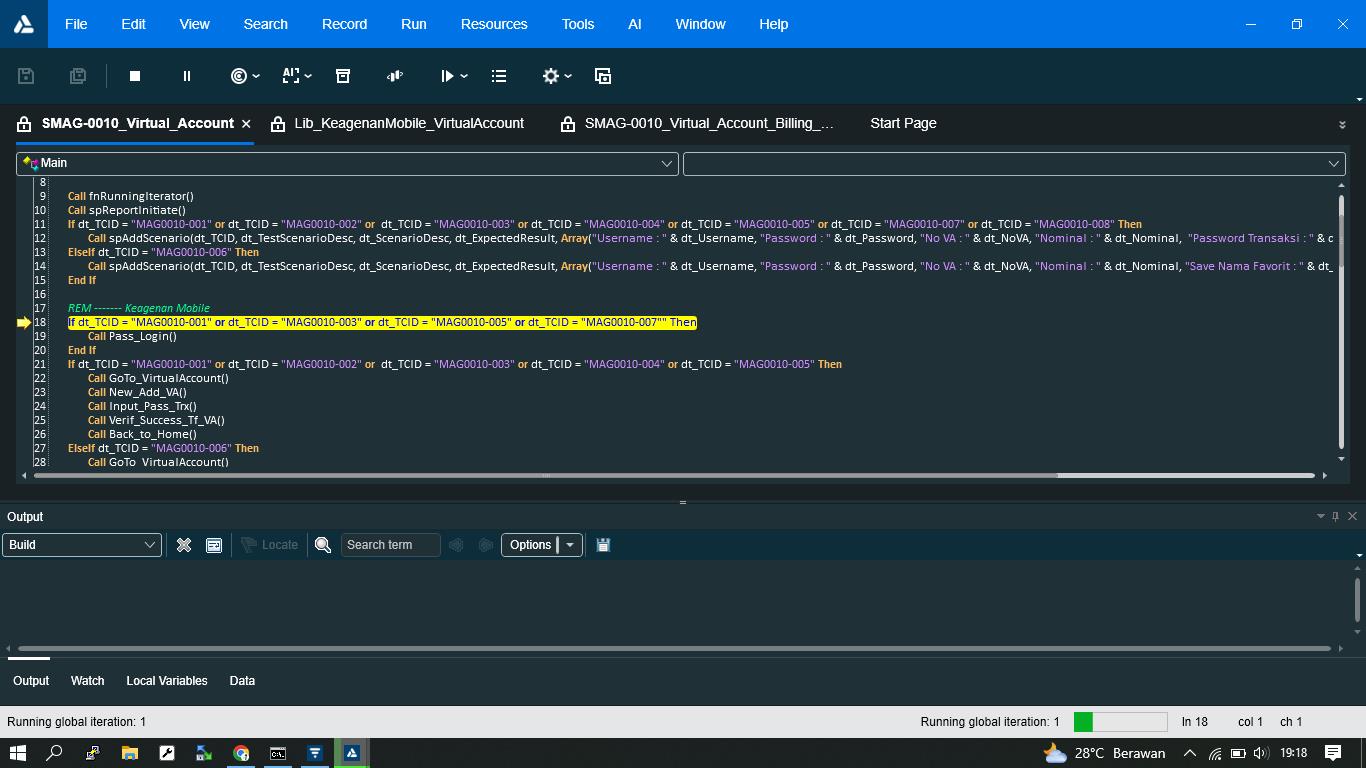 File Edit View Search Record Run Resources Tools AI Window Help
SMAG-0010_Virtual_Account × Lib_KeagenanMobile_VirtualAccount SMAG-0010_Virtual_Account_Billing_... Start Page
Main
8
9 Call fnRunningIterator()
10 Call spReportInitiate()
11 If dt_TCID = "MAG0010-001" or dt_TCID = "MAG0010-002" or dt_TCID = "MAG0010-003" or dt_TCID = "MAG0010-004" or dt_TCID = "MAG0010-005" or dt_TCID = "MAG0010-007" or dt_TCID = "MAG0010-008" Then
12 Call spAddScenario(dt_TCID, dt_TestScenarioDesc, dt_ScenarioDesc, dt_ExpectedResult, Array("Username : " & dt_Username, "Password : " & dt_Password, "No VA : " & dt_NoVA, "Nominal : " & dt_Nominal, "Password Transaksi : " & d
13 ElseIf dt_TCID = "MAG0010-006" Then
14 Call spAddScenario(dt_TCID, dt_TestScenarioDesc, dt_ScenarioDesc, dt_ExpectedResult, Array("Username : " & dt_Username, "Password : " & dt_Password, "No VA : " & dt_NoVA, "Nominal : " & dt_Nominal, "Save Nama Favorit : " & dt_
15 End If
16
17 REM ------- Keagenan Mobile
18 If dt_TCID = "MAG0010-001" or dt_TCID = "MAG0010-003" or dt_TCID = "MAG0010-005" or dt_TCID = "MAG0010-007"" Then
19 Call Pass_Login()
20 End If
21 If dt_TCID = "MAG0010-001" or dt_TCID = "MAG0010-002" or dt_TCID = "MAG0010-003" or dt_TCID = "MAG0010-004" or dt_TCID = "MAG0010-005" Then
22 Call GoTo_VirtualAccount()
23 Call New_Add_VA()
24 Call Input_Pass_Trx()
25 Call Verif_Success_Tf_VA()
26 Call Back_to_Home()
27 ElseIf dt_TCID = "MAG0010-006" Then
28 Call GoTo_VirtualAccount()
Output
Build Locate Search term Options
Output Watch Local Variables Data
Running global iteration: 1 Running global iteration: 1 ln 18 col 1 ch 1
28°C Berawan 19:18